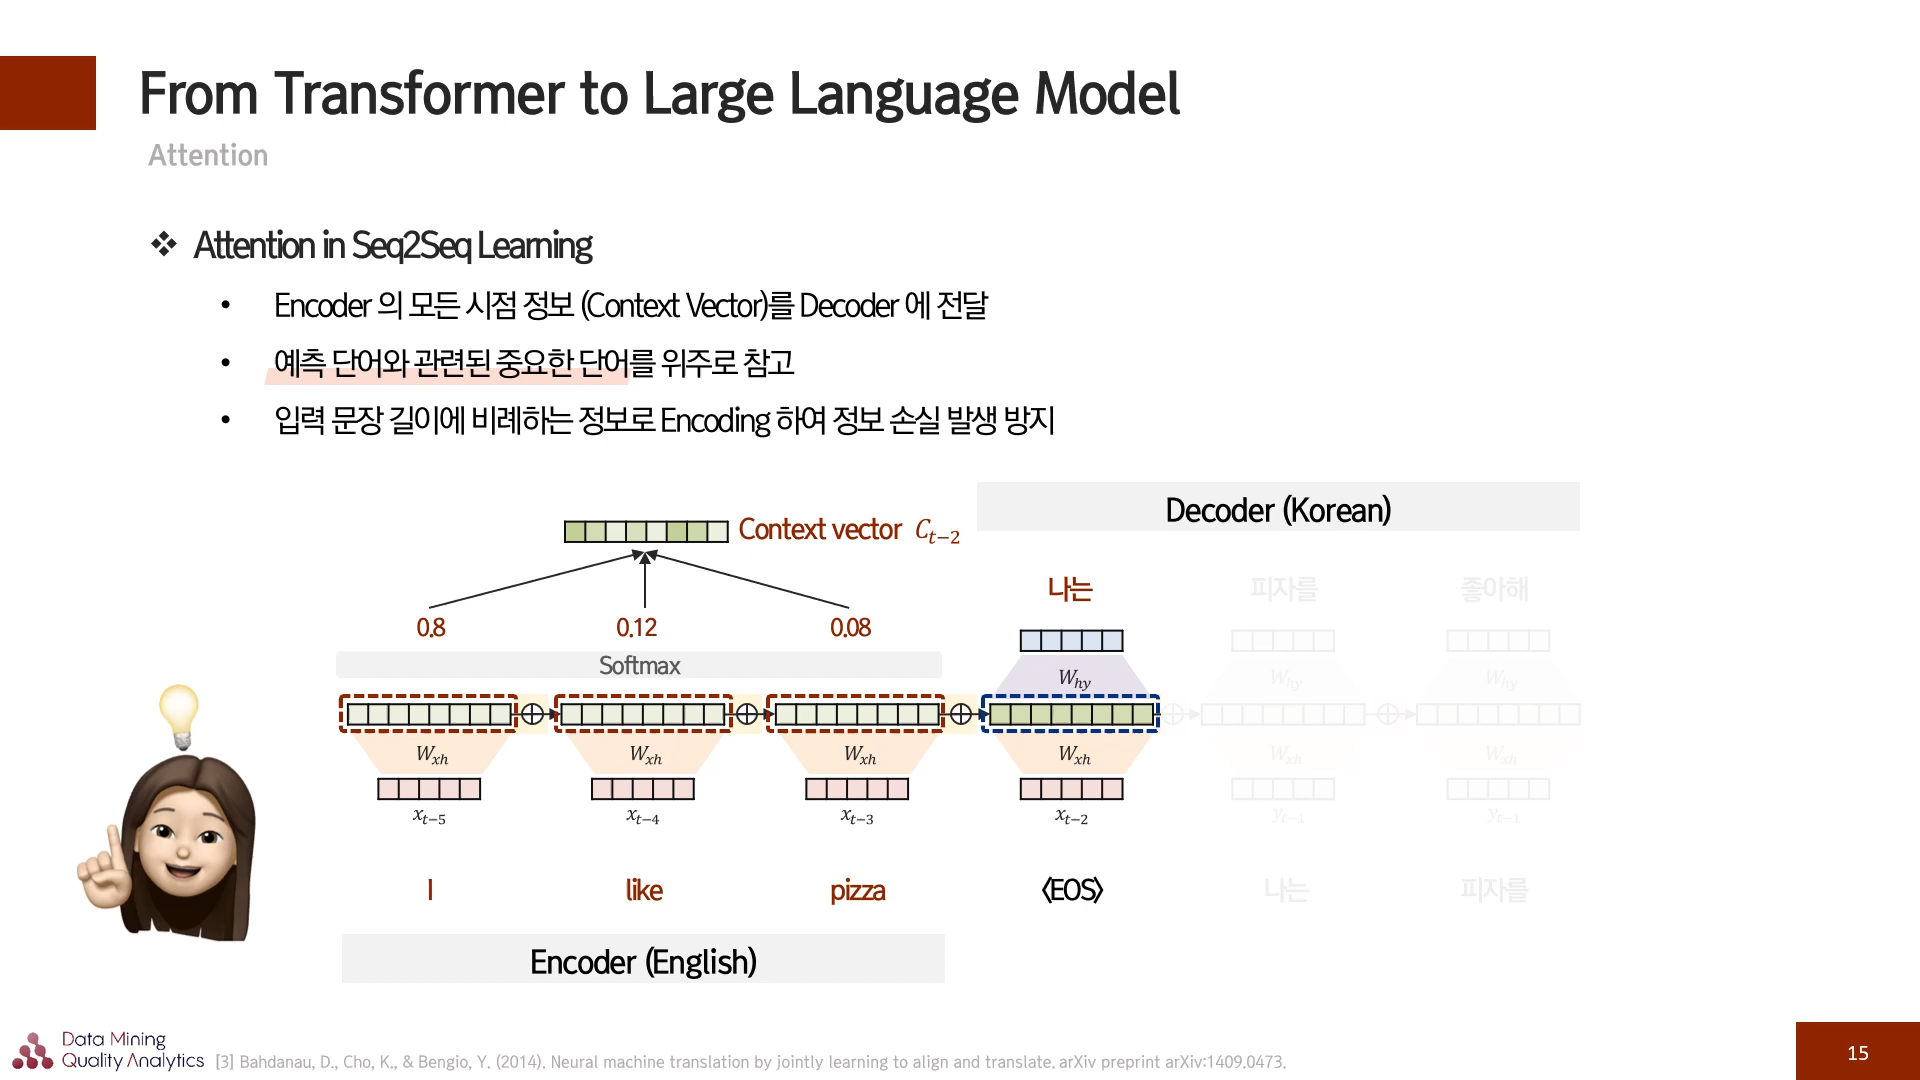 From Transformer to Large Language Model
Attention
❖ Attention in Seq2Seq Learning
• Encoder 의 모든 시점 정보 (Context Vector)를 Decoder 에 전달
• 예측 단어와 관련된 중요한 단어를 위주로 참고
• 입력 문장 길이에 비례하는 정보로 Encoding 하여 정보 손실 발생 방지
Decoder (Korean)
Context vector C_{t−2}
나는 피자를 좋아해
0.8 0.12 0.08
Softmax
W_{hy} W_{hy} W_{hy}
W_{xh} W_{xh} W_{xh} W_{xh} W_{xh} W_{xh}
x_{t−5} x_{t−4} x_{t−3} x_{t−2} y_{t−1} y_{t−1}
I like pizza 〈EOS〉 나는 피자를
Encoder (English)
Data Mining
Quality Analytics
[3] Bahdanau, D., Cho, K., & Bengio, Y. (2014). Neural machine translation by jointly learning to align and translate. arXiv preprint arXiv:1409.0473.
15